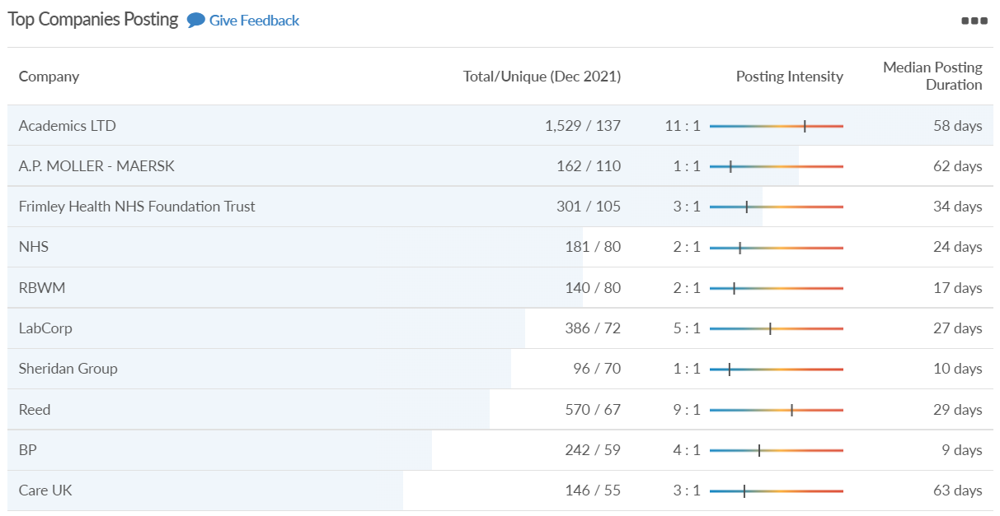 Top Companies Posting Give Feedback
Company Total/Unique (Dec 2021) Posting Intensity Median Posting Duration
Academics LTD 1,529 / 137 11 : 1 58 days
A.P. MOLLER - MAERSK 162 / 110 1 : 1 62 days
Frimley Health NHS Foundation Trust 301 / 105 3 : 1 34 days
NHS 181 / 80 2 : 1 24 days
RBWM 140 / 80 2 : 1 17 days
LabCorp 386 / 72 5 : 1 27 days
Sheridan Group 96 / 70 1 : 1 10 days
Reed 570 / 67 9 : 1 29 days
BP 242 / 59 4 : 1 9 days
Care UK 146 / 55 3 : 1 63 days